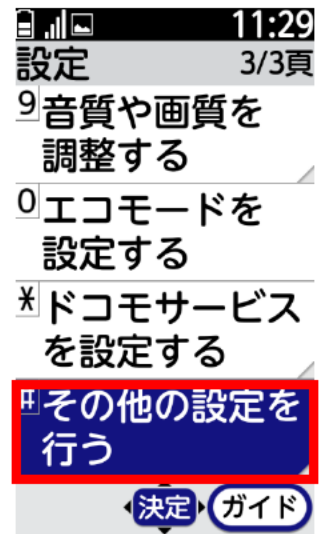 11:29
設定 3/3頁
9 音質や画質を
調整する
0 エコモードを
設定する
* ドコモサービス
を設定する
# その他の設定を
行う
決定 ガイド